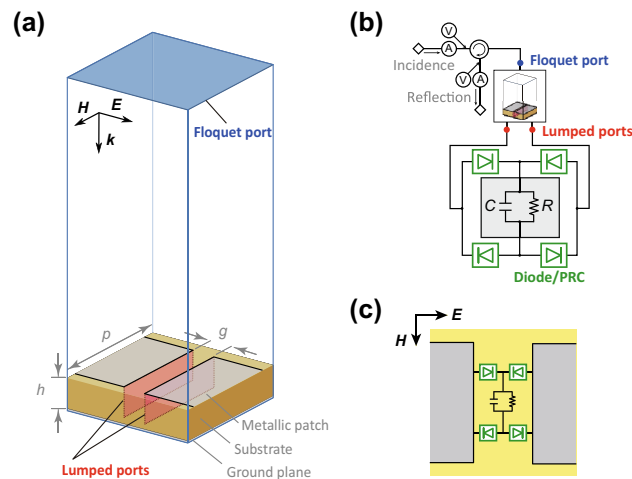 (a)
H
E
k
Floquet port
p
g
h
Metallic patch
Substrate
Lumped ports
Ground plane
(b)
V
A
Incidence
V
A
Reflection
Floquet port
Lumped ports
C
R
Diode/PRC
(c)
E
H